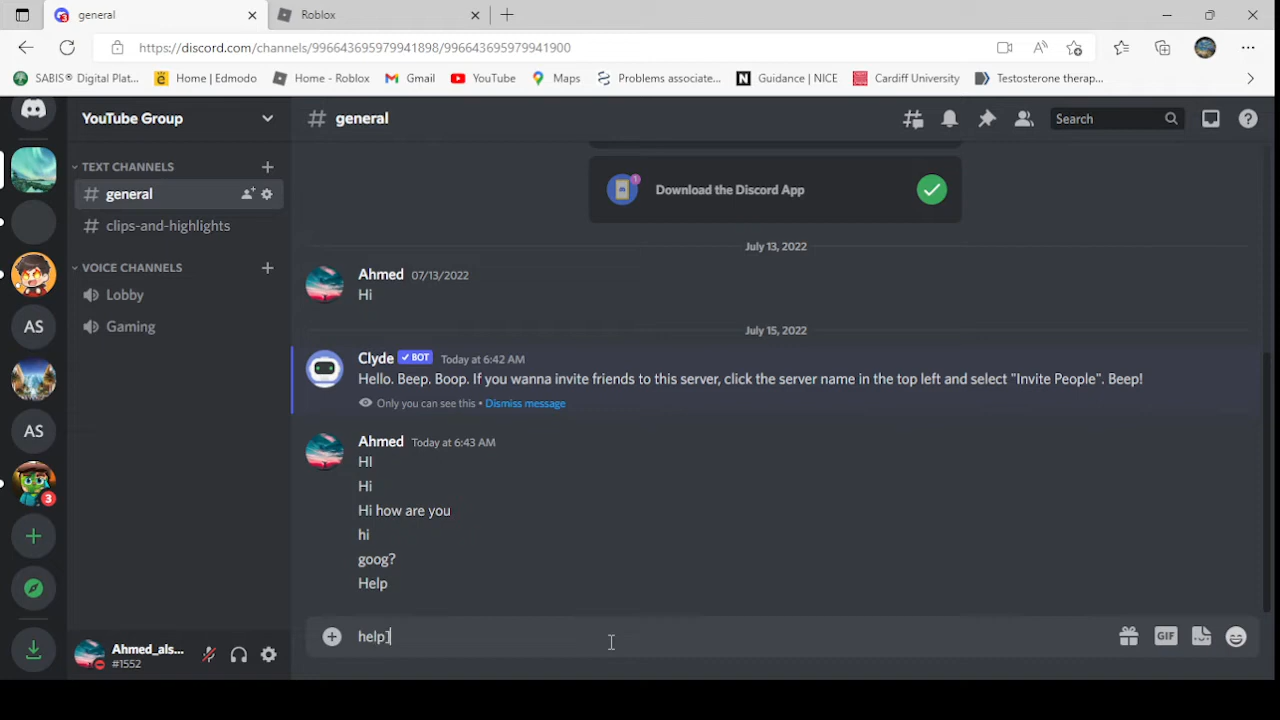 general
Roblox
https://discord.com/channels/996643695979941898/996643695979941900
SABIS® Digital Plat...
Home | Edmodo
Home - Roblox
Gmail
YouTube
Maps
Problems associate...
Guidance | NICE
Cardiff University
Testosterone therap...
YouTube Group
general
Search
TEXT CHANNELS
general
clips-and-highlights
VOICE CHANNELS
Lobby
Gaming
AS
AS
3
Download the Discord App
July 13, 2022
Ahmed 07/13/2022
Hi
July 15, 2022
Clyde BOT Today at 6:42 AM
Hello. Beep. Boop. If you wanna invite friends to this server, click the server name in the top left and select "Invite People". Beep!
Only you can see this • Dismiss message
Ahmed Today at 6:43 AM
HI
Hi
Hi how are you
hi
goog?
Help
help]
GIF
Ahmed_als...
#1552